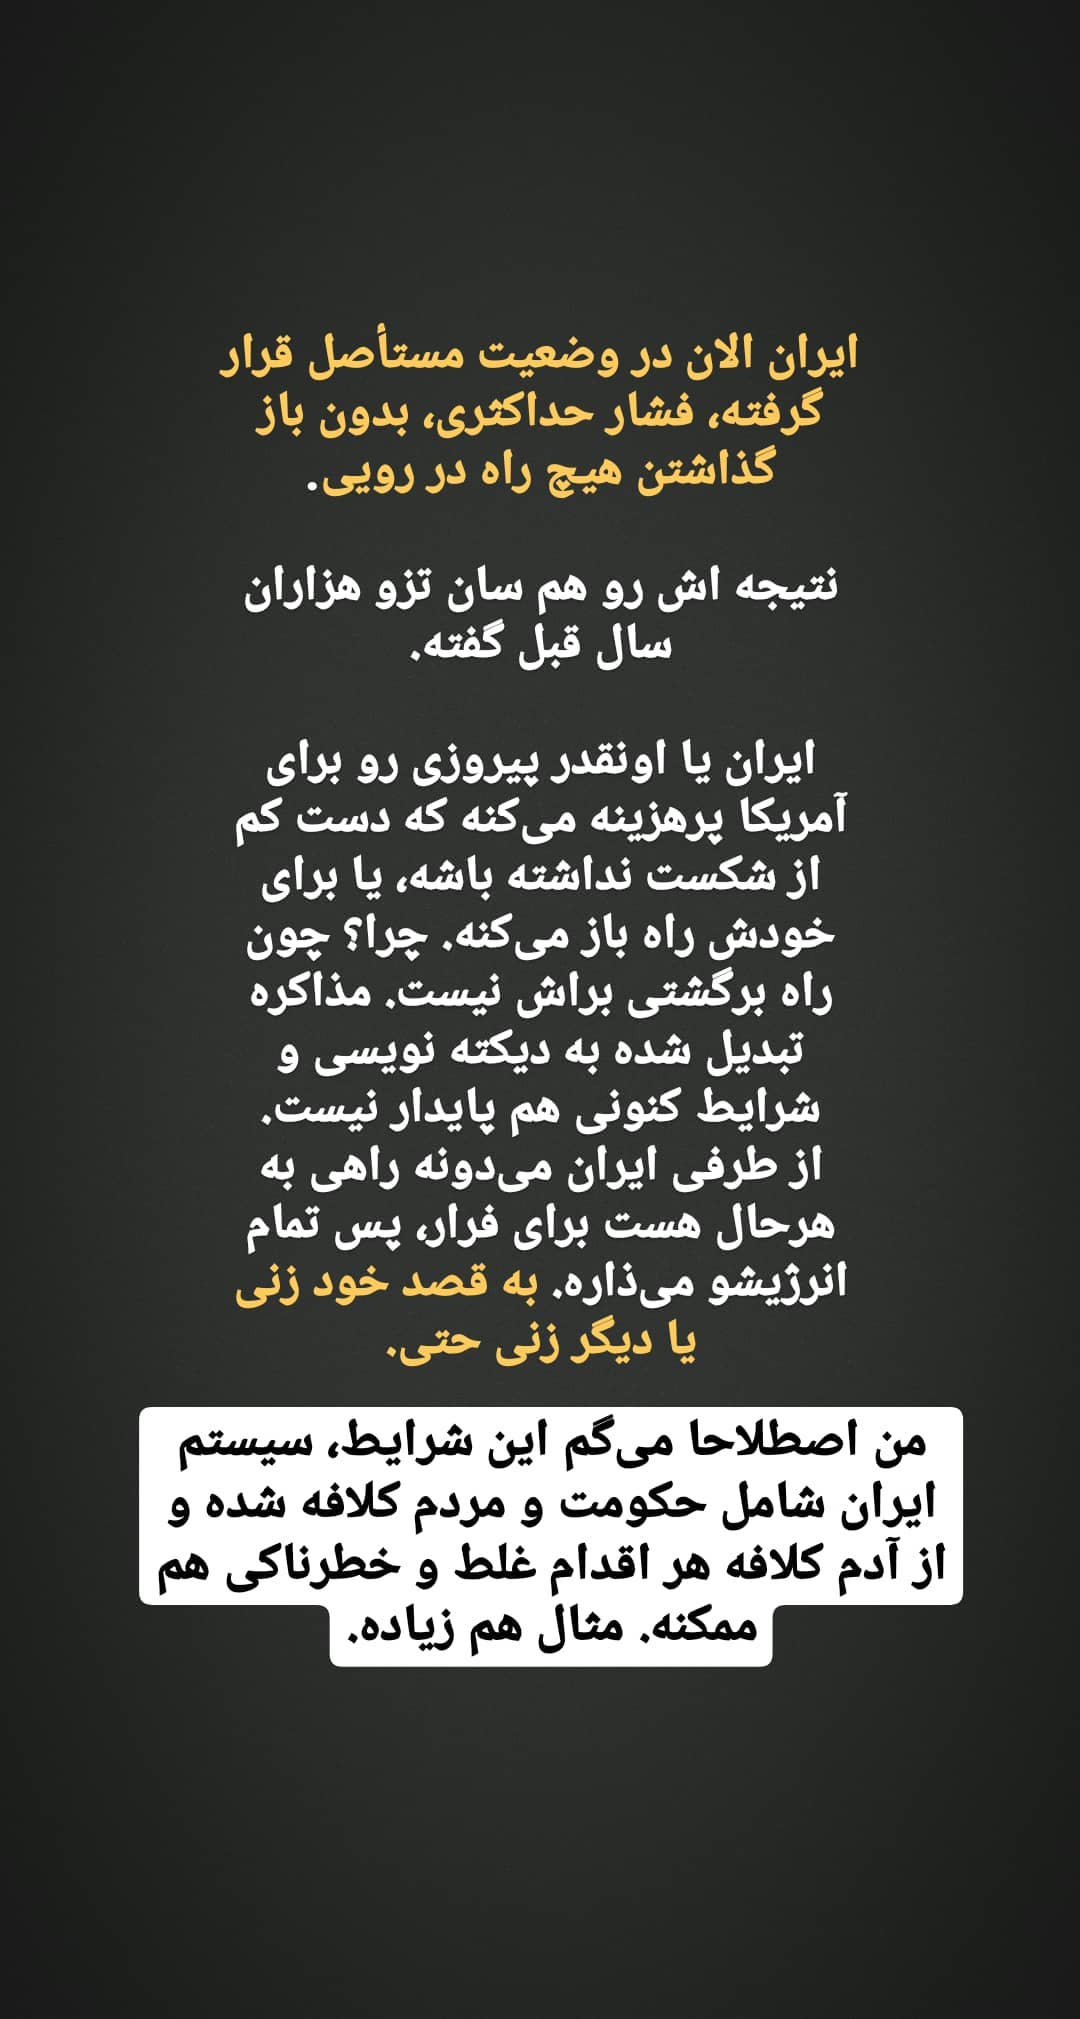 ایران الان در وضعیت مستأصل قرار
گرفته، فشار حداکثری، بدون باز
گذاشتن هیچ راه در رویی.
نتیجه اش رو هم سان تزو هزاران
سال قبل گفته.
ایران یا اونقدر پیروزی رو برای
آمریکا پرهزینه می‌کنه که دست کم
از شکست نداشته باشه، یا برای
خودش راه باز می‌کنه. چرا؟ چون
راه برگشتی براش نیست. مذاکره
تبدیل شده به دیکته نویسی و
شرایط کنونی هم پایدار نیست.
از طرفی ایران می‌دونه راهی به
هرحال هست برای فرار، پس تمام
انرژیشو می‌ذاره. به قصد خود زنی
یا دیگر زنی حتی.
من اصطلاحا می‌گم این شرایط، سیستم
ایران شامل حکومت و مردم کلافه شده و
از آدم کلافه هر اقدام غلط و خطرناکی هم
ممکنه. مثال هم زیاده.